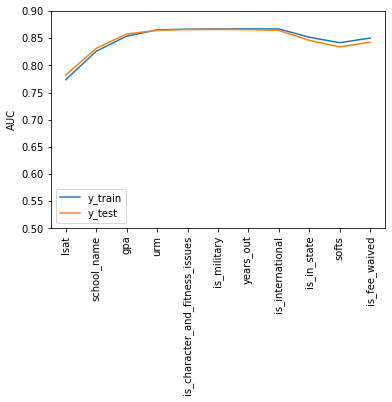 0.90
0.85
0.80
0.75
0.70
0.65
0.60
0.55
0.50
AUC
y_train
y_test
lsat
school_name
gpa
urm
is_character_and_fitness_issues
is_military
years_out
is_international
is_in_state
softs
is_fee_waived